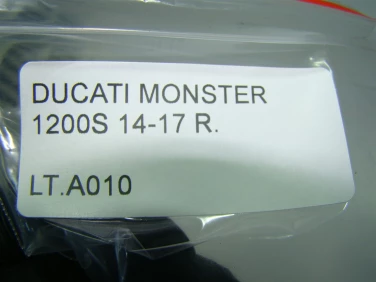 DUCATI MONSTER
1200S 14-17 R.
LT.A010